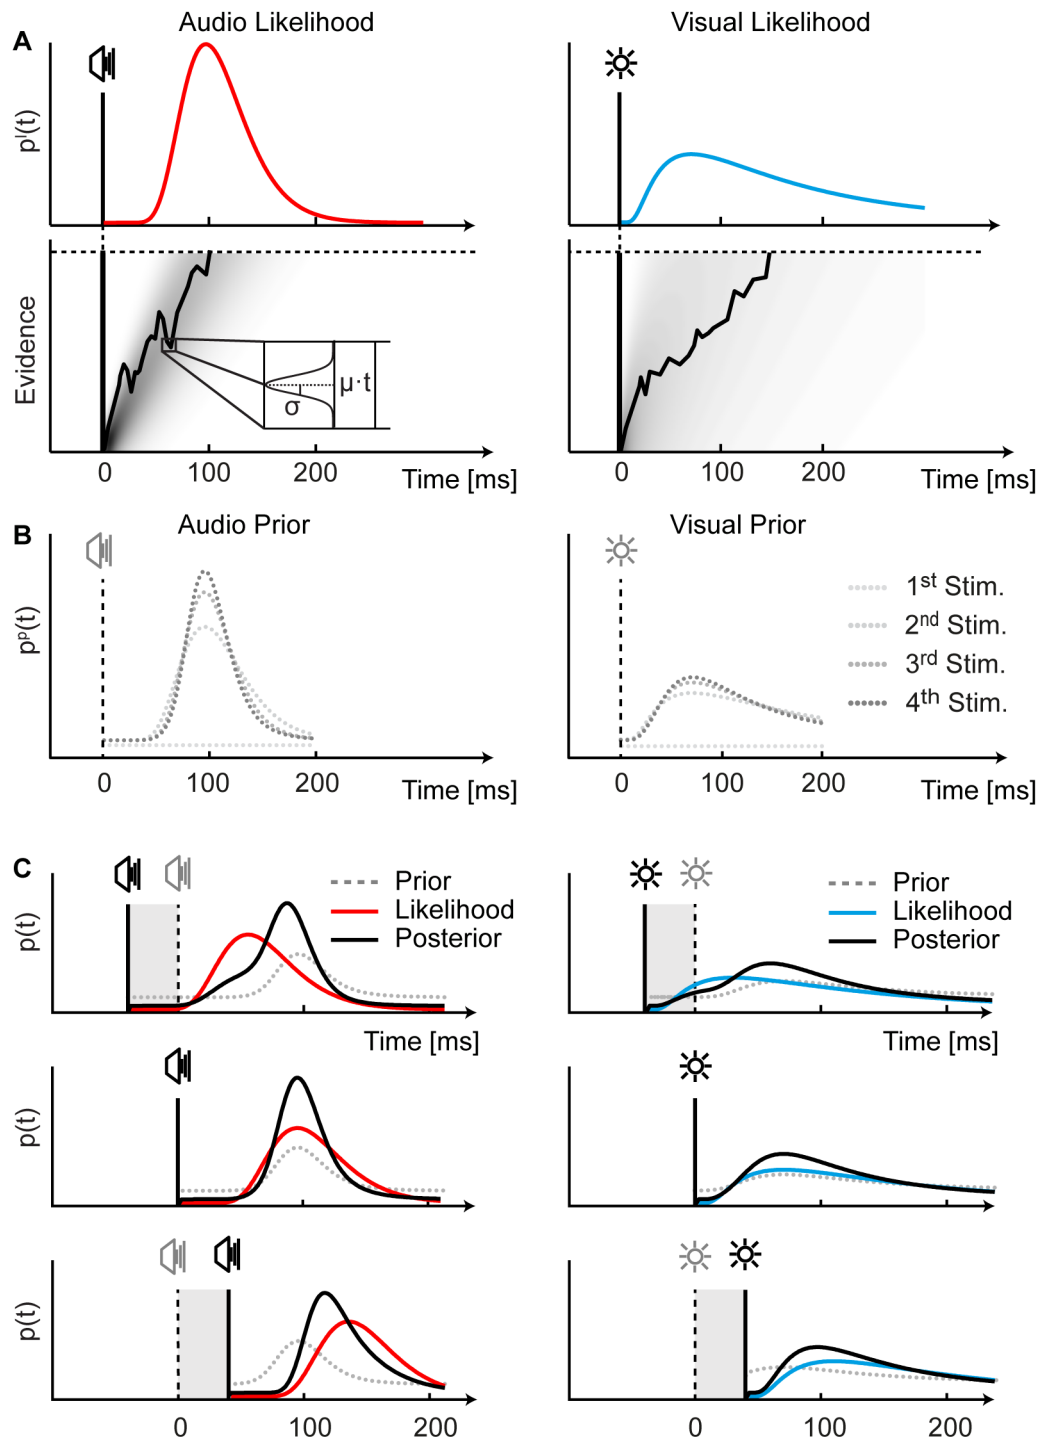 A
Audio Likelihood
Visual Likelihood
pˡ(t)
Evidence
μ·t
σ
0 100 200
Time [ms]
0 100 200
Time [ms]
B
Audio Prior
Visual Prior
pᵖ(t)
1st Stim.
2nd Stim.
3rd Stim.
4th Stim.
0 100 200
Time [ms]
0 100 200
Time [ms]
C
p(t)
Prior
Likelihood
Posterior
Time [ms]
Prior
Likelihood
Posterior
Time [ms]
p(t)
p(t)
0 100 200
0 100 200